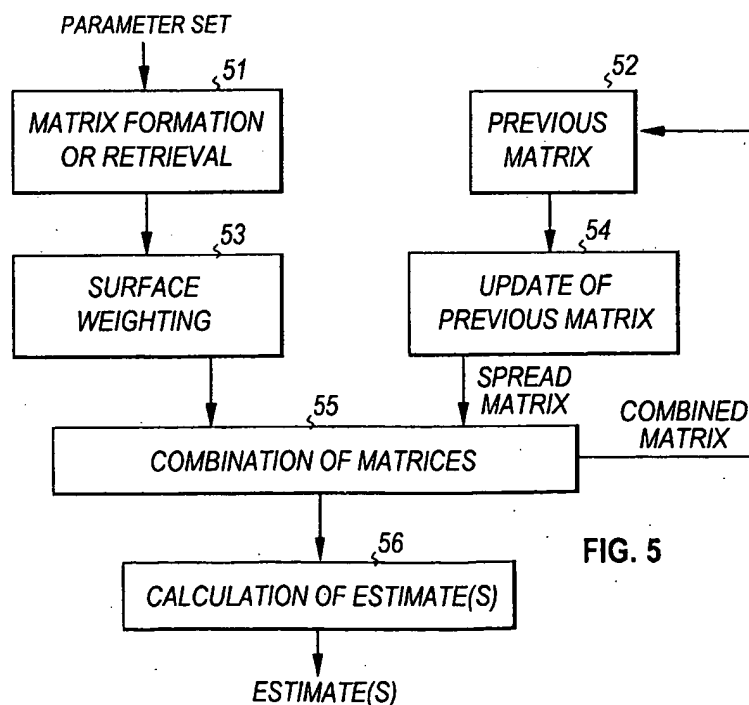 PARAMETER SET
51
MATRIX FORMATION
OR RETRIEVAL
52
PREVIOUS
MATRIX
53
SURFACE
WEIGHTING
54
UPDATE OF
PREVIOUS MATRIX
SPREAD
MATRIX
COMBINED
MATRIX
55
COMBINATION OF MATRICES
56
CALCULATION OF ESTIMATE(S)
FIG. 5
ESTIMATE(S)